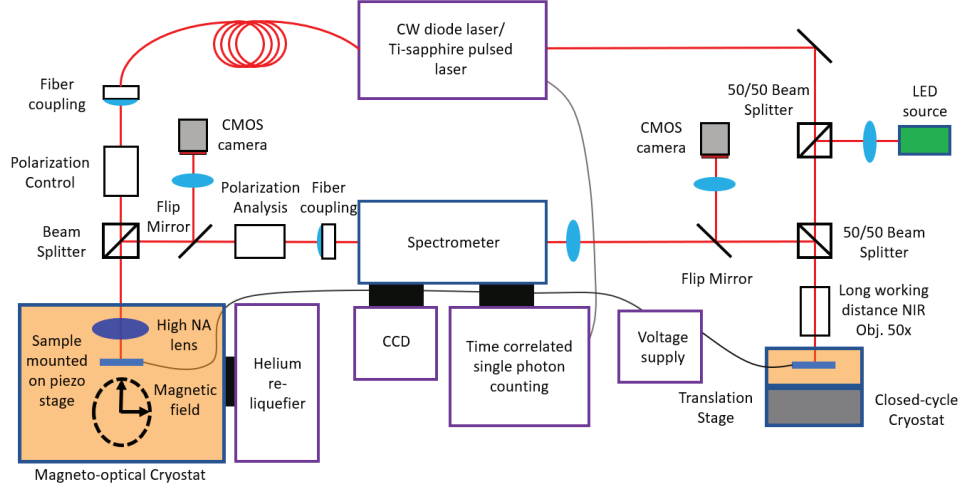 CW diode laser/
Ti-sapphire pulsed
laser
Fiber
coupling
CMOS
camera
CMOS
camera
50/50 Beam
Splitter
LED
source
Polarization
Control
Flip
Mirror
Polarization
Analysis
Fiber
coupling
Beam
Splitter
Spectrometer
Flip Mirror
50/50 Beam
Splitter
Long working
distance NIR
Obj. 50x
High NA
lens
Sample
mounted
on piezo
stage
Magnetic
field
Helium
re-
liquefier
CCD
Time correlated
single photon
counting
Voltage
supply
Translation
Stage
Closed-cycle
Cryostat
Magneto-optical Cryostat